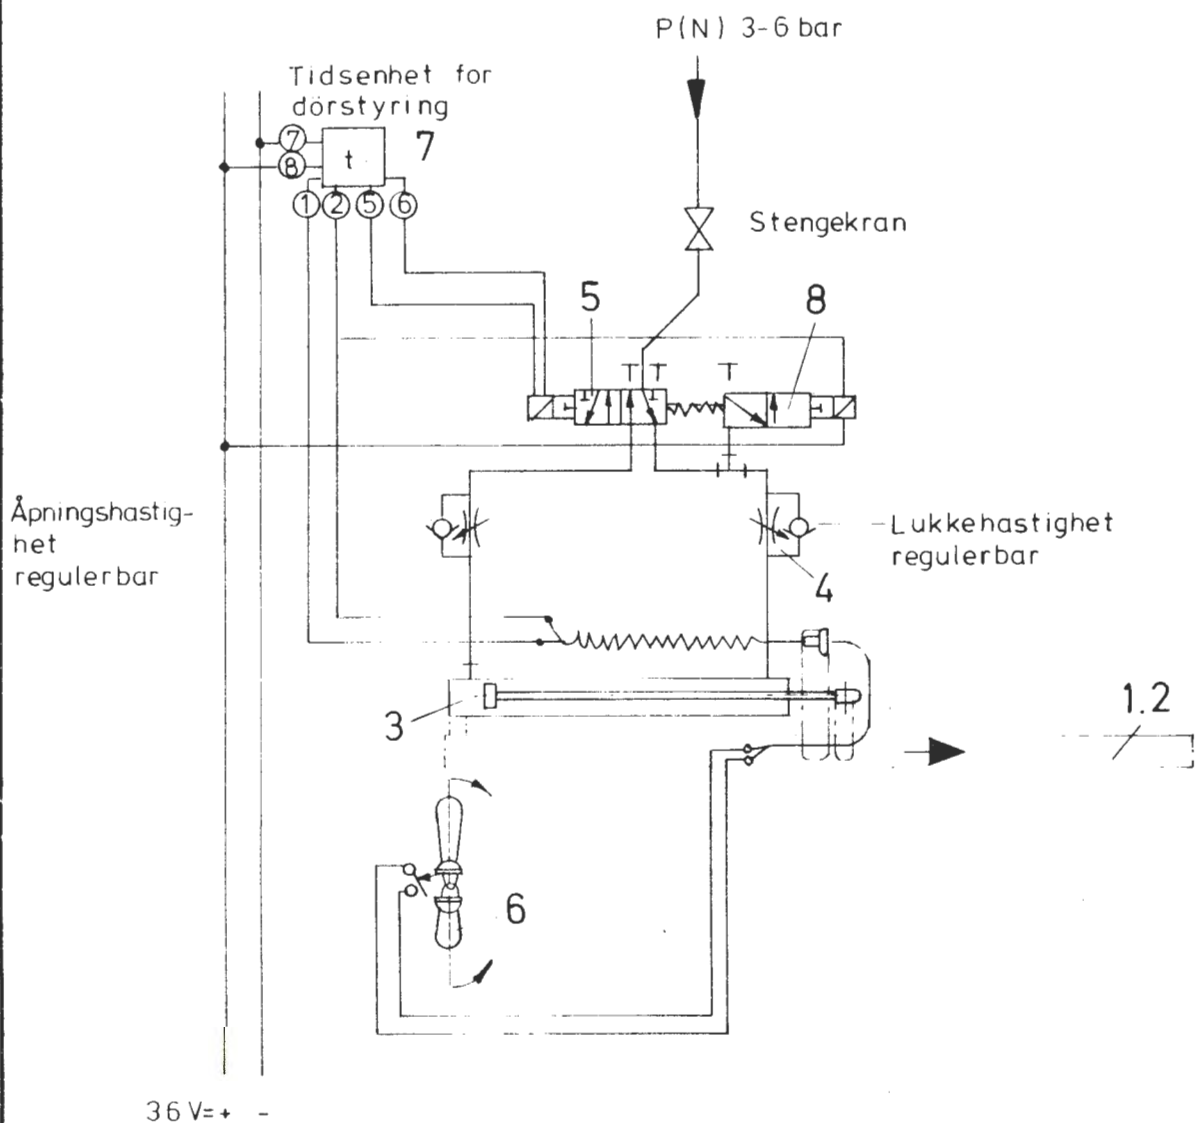 P(N) 3-6 bar
Tidsenhet for
dörstyring
7
7
8
t
1
2
5
6
Stengekran
5
8
T
T
T
Åpningshastig-
het
regulerbar
Lukkehastighet
regulerbar
4
3
1.2
6
36 V= + -